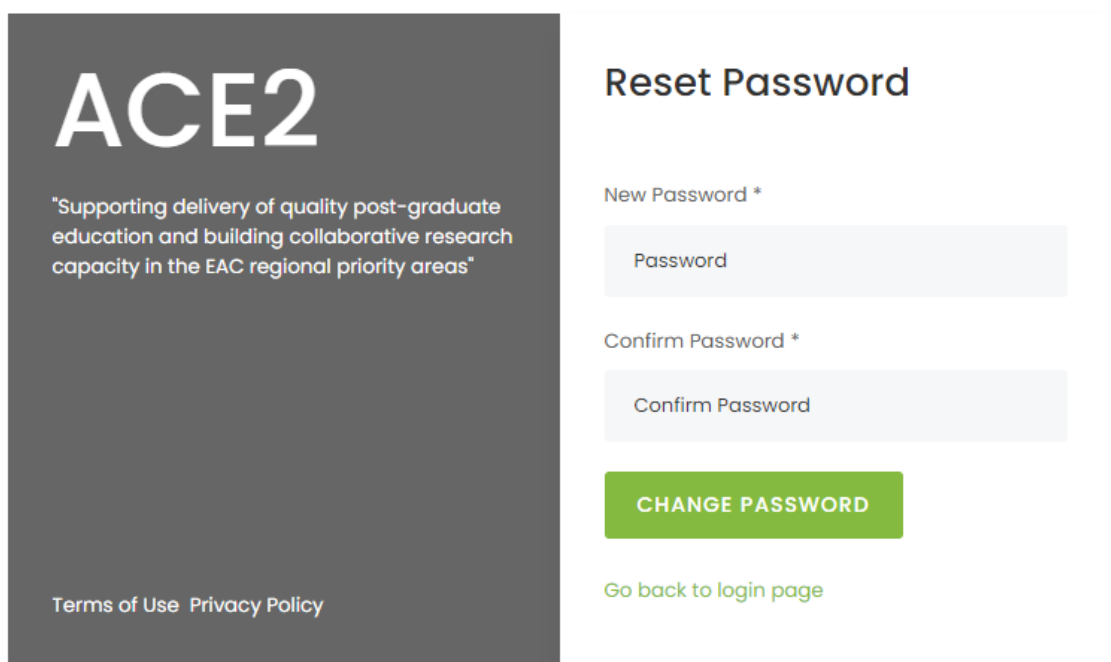 ACE2
"Supporting delivery of quality post-graduate
education and building collaborative research
capacity in the EAC regional priority areas"
Terms of Use Privacy Policy
Reset Password
New Password *
Password
Confirm Password *
Confirm Password
CHANGE PASSWORD
Go back to login page